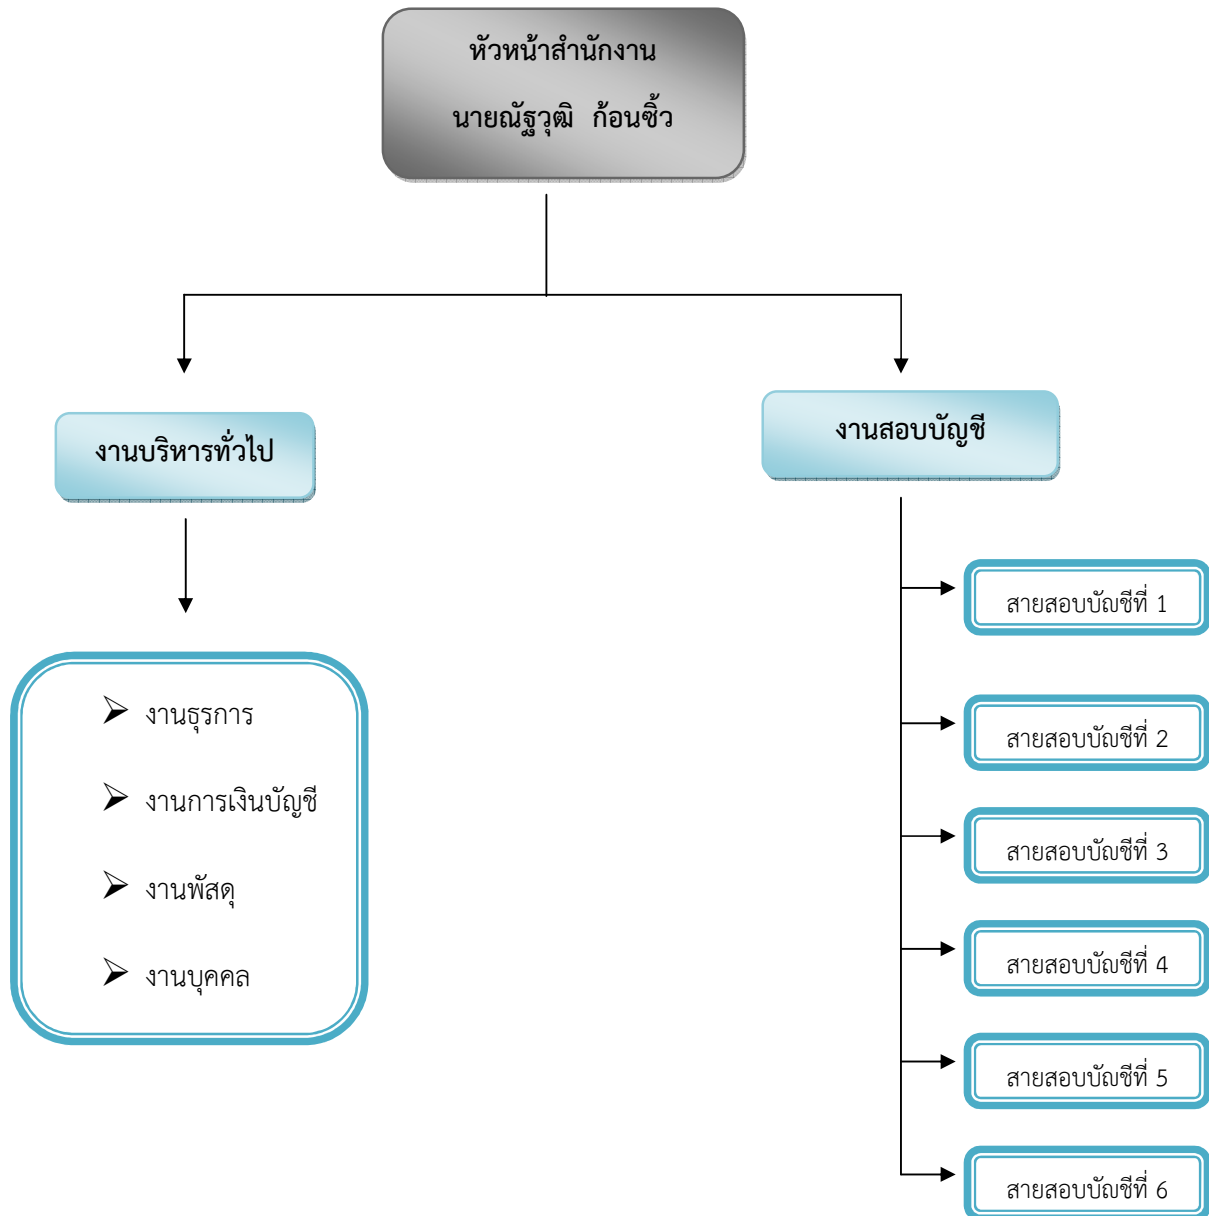 หัวหน้าสำนักงาน
นายณัฐวุฒิ ก้อนซิ้ว
งานบริหารทั่วไป
งานธุรการ
งานการเงินบัญชี
งานพัสดุ
งานบุคคล
งานสอบบัญชี
สายสอบบัญชีที่ 1
สายสอบบัญชีที่ 2
สายสอบบัญชีที่ 3
สายสอบบัญชีที่ 4
สายสอบบัญชีที่ 5
สายสอบบัญชีที่ 6